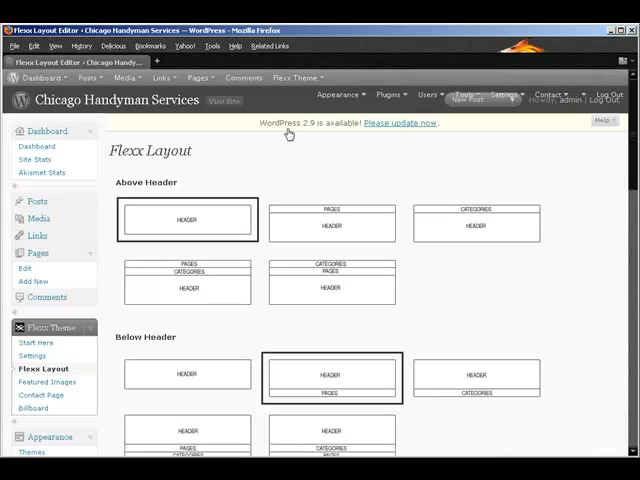 Flexx Layout Editor ‹ Chicago Handyman Services — WordPress - Mozilla Firefox
File Edit View History Delicious Bookmarks Yahoo! Tools Help Related Links
Flexx Layout Editor ‹ Chicago Handy...
Dashboard Posts Media Links Pages Comments Flexx Theme
Appearance Plugins Users Tools Settings Contact Log Out
Chicago Handyman Services Visit Site New Post Howdy, admin | Log Out
WordPress 2.9 is available! Please update now. Help
Dashboard
Dashboard
Site Stats
Akismet Stats
Posts
Media
Links
Pages
Edit
Add New
Comments
Flexx Theme
Start Here
Settings
Flexx Layout
Featured Images
Contact Page
Billboard
Appearance
Themes
Flexx Layout
Above Header
HEADER
PAGES
HEADER
CATEGORIES
HEADER
PAGES
CATEGORIES
HEADER
CATEGORIES
PAGES
HEADER
Below Header
HEADER
HEADER
PAGES
HEADER
CATEGORIES
HEADER
PAGES
CATEGORIES
HEADER
CATEGORIES
PAGES